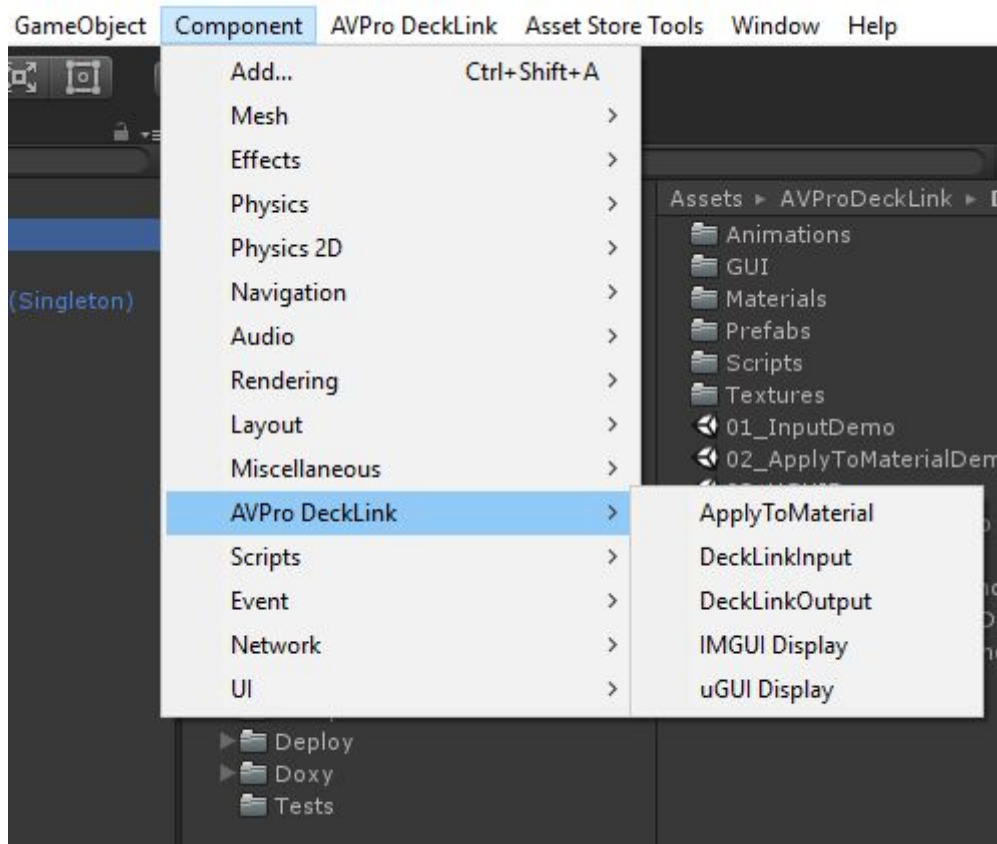 GameObject Component AVPro DeckLink Asset Store Tools Window Help
Add... Ctrl+Shift+A
Mesh
Effects
Physics
Physics 2D
Navigation
Audio
Rendering
Layout
Miscellaneous
AVPro DeckLink
Scripts
Event
Network
UI
ApplyToMaterial
DeckLinkInput
DeckLinkOutput
IMGUI Display
uGUI Display
(Singleton)
Assets ▸ AVProDeckLink ▸
Animations
GUI
Materials
Prefabs
Scripts
Textures
01_InputDemo
02_ApplyToMaterialDem
Deploy
Doxy
Tests